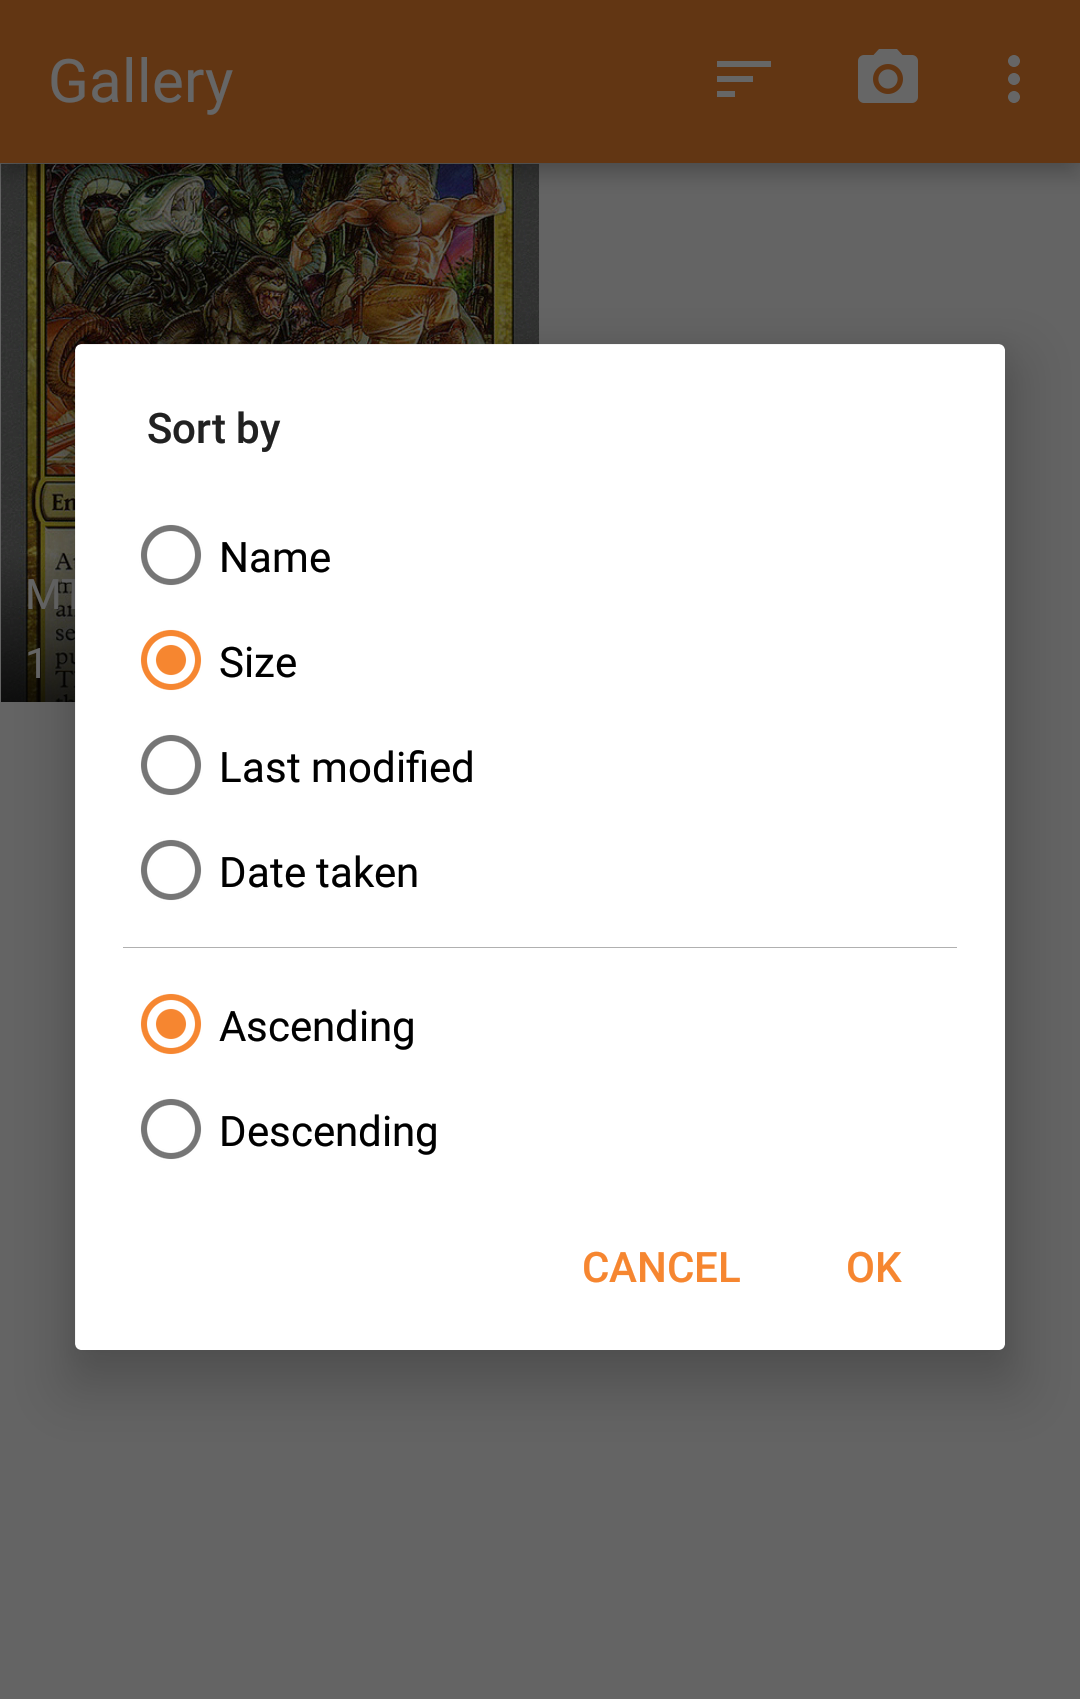 Gallery
Sort by
Name
Size
Last modified
Date taken
Ascending
Descending
CANCEL
OK